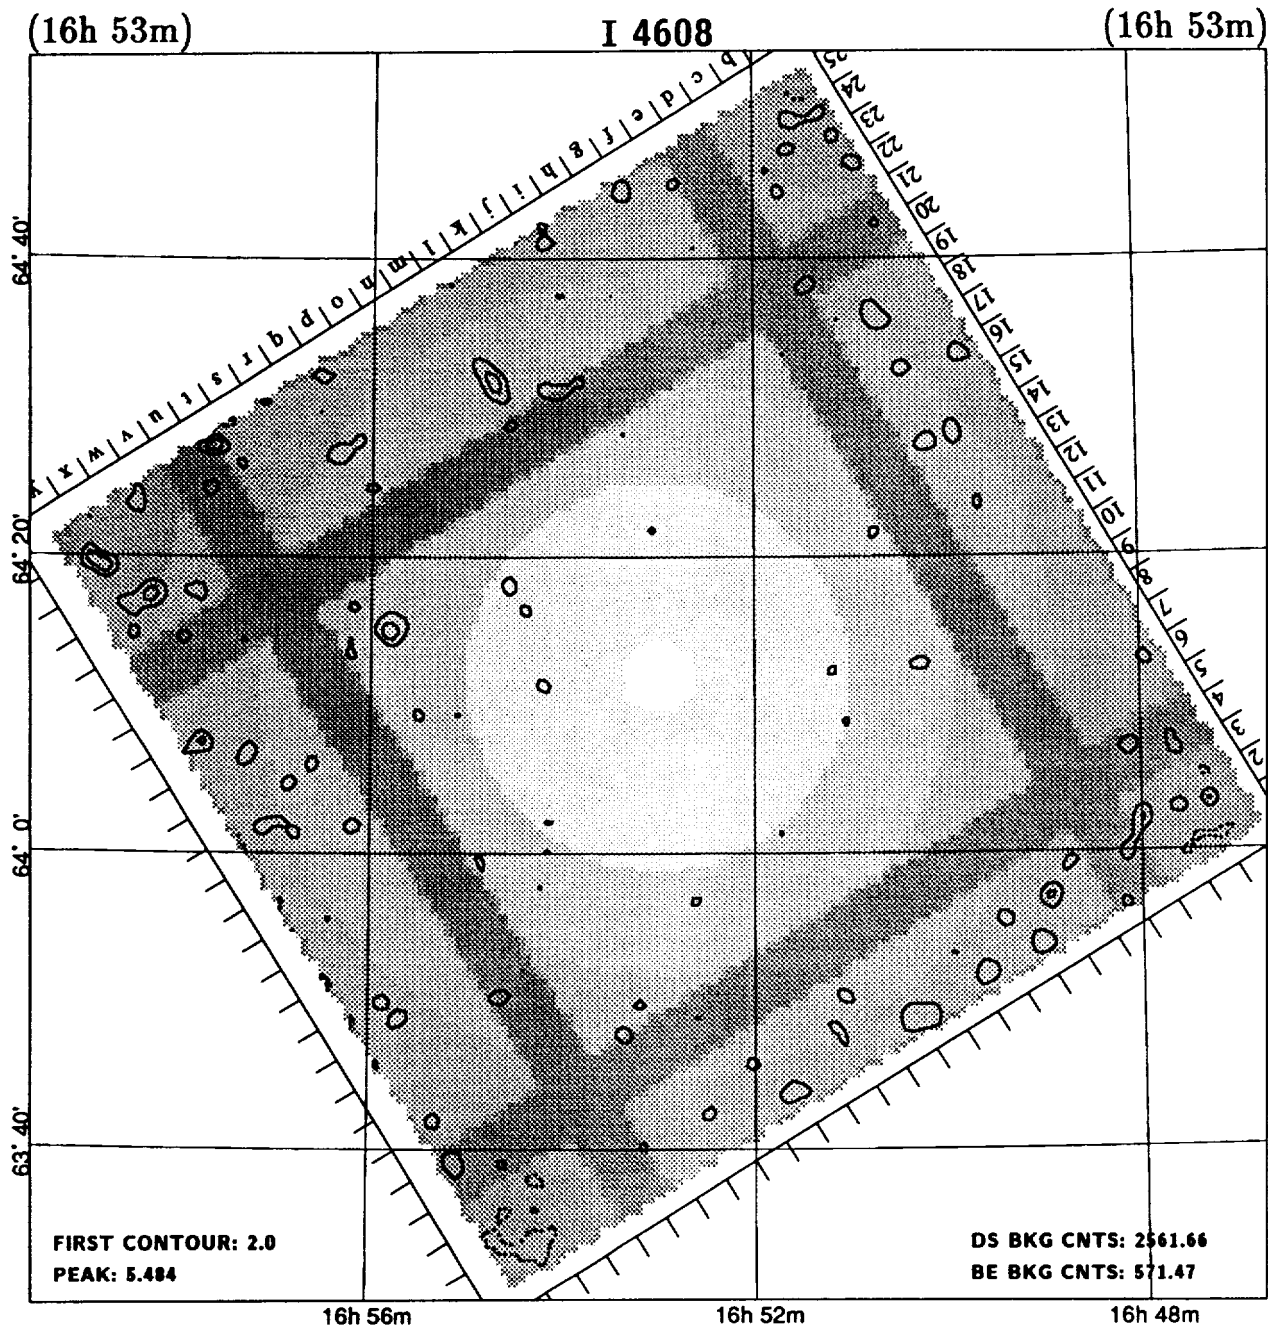 (16h 53m) I 4608 (16h 53m)
b c d e f g h i j k l m n o p q r s t u v w x y
25 24 23 22 21 20 19 18 17 16 15 14 13 12 11 10 9 8 7 6 5 4 3 2
64° 40'
64° 20'
64° 0'
63° 40'
FIRST CONTOUR: 2.0
PEAK: 5.484
DS BKG CNTS: 2561.66
BE BKG CNTS: 571.47
16h 56m 16h 52m 16h 48m